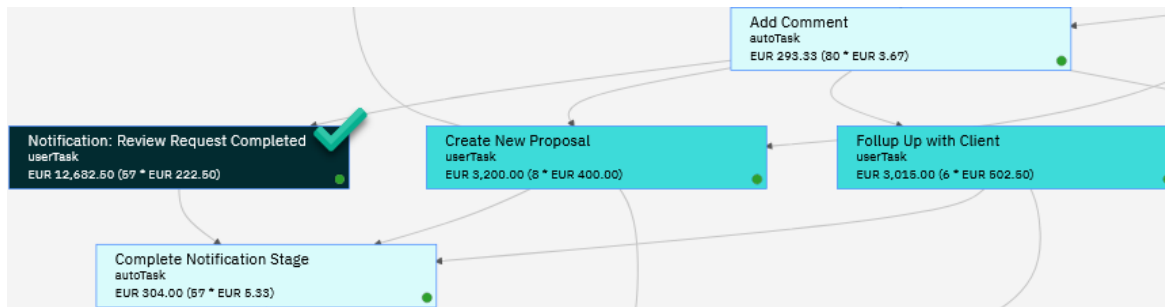 Add Comment
autoTask
EUR 293.33 (80 * EUR 3.67)
Notification: Review Request Completed
userTask
EUR 12,682.50 (57 * EUR 222.50)
Create New Proposal
userTask
EUR 3,200.00 (8 * EUR 400.00)
Follup Up with Client
userTask
EUR 3,015.00 (6 * EUR 502.50)
Complete Notification Stage
autoTask
EUR 304.00 (57 * EUR 5.33)